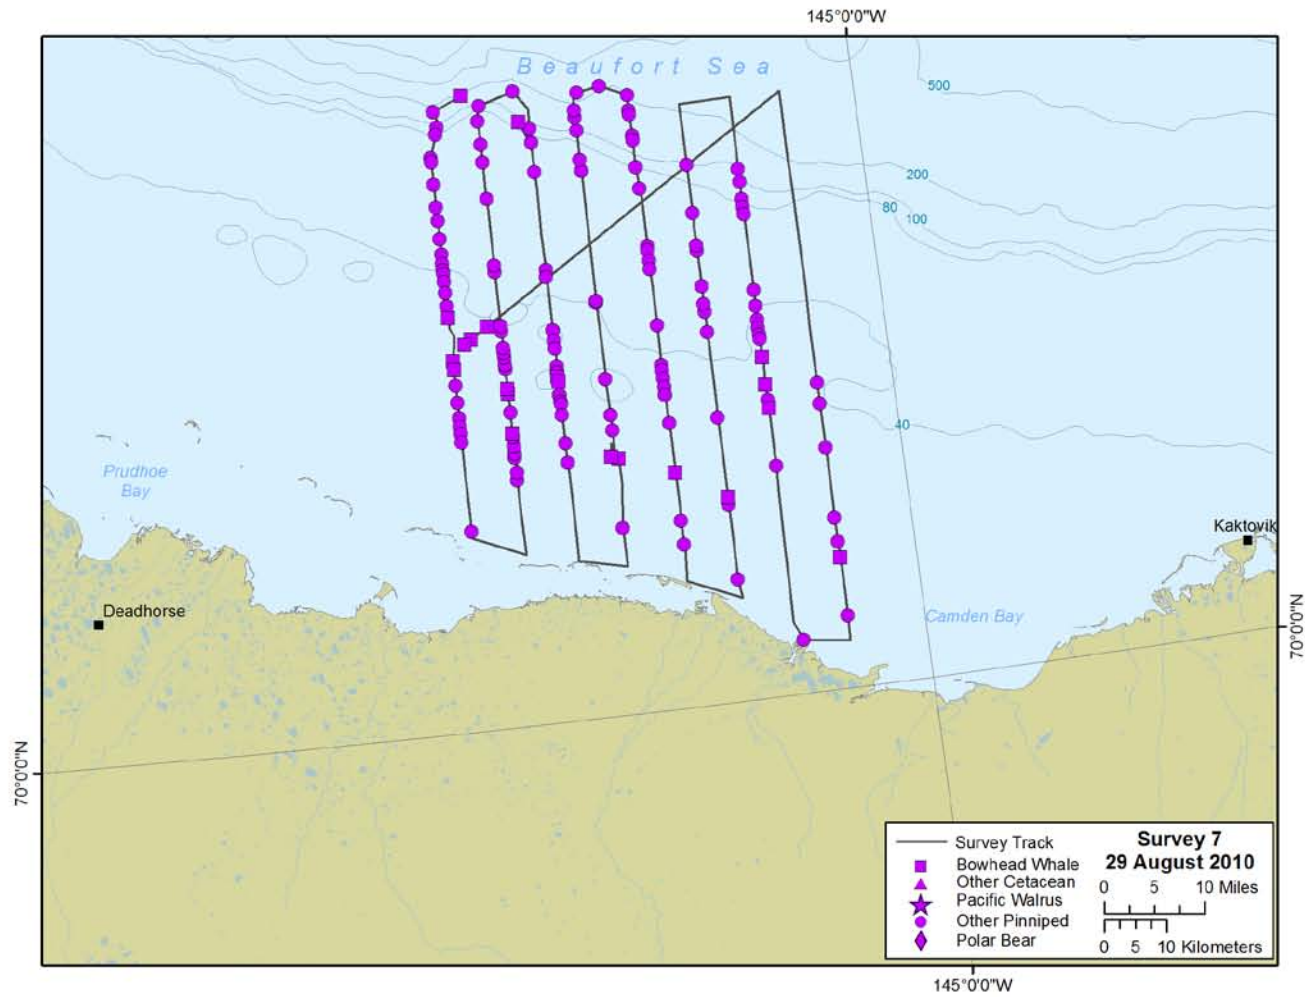 145°0'0"W
Beaufort Sea
500
200
80
100
40
Prudhoe
Bay
Kaktovik
Deadhorse
Camden Bay
70°0'0"N
70°0'0"N
Survey Track
Bowhead Whale
Other Cetacean
Pacific Walrus
Other Pinniped
Polar Bear
Survey 7
29 August 2010
0 5 10 Miles
0 5 10 Kilometers
145°0'0"W